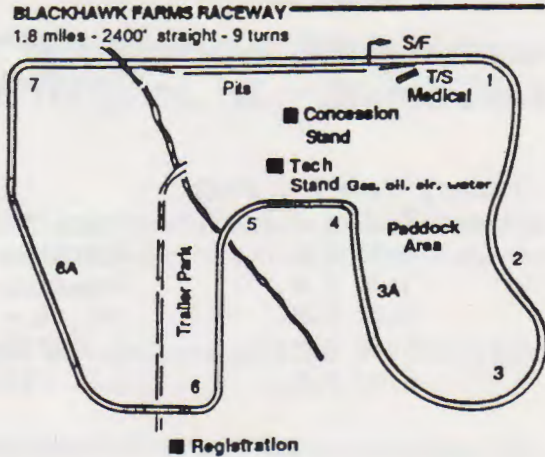 BLACKHAWK FARMS RACEWAY
1.8 miles - 2400' straight - 9 turns
S/F
7
Pits
T/S
Medical
1
Concession
Stand
Tech
Stand Gas, oil, air, water
5
4
Paddock
Area
2
6A
Trailer Park
3A
3
6
Registration